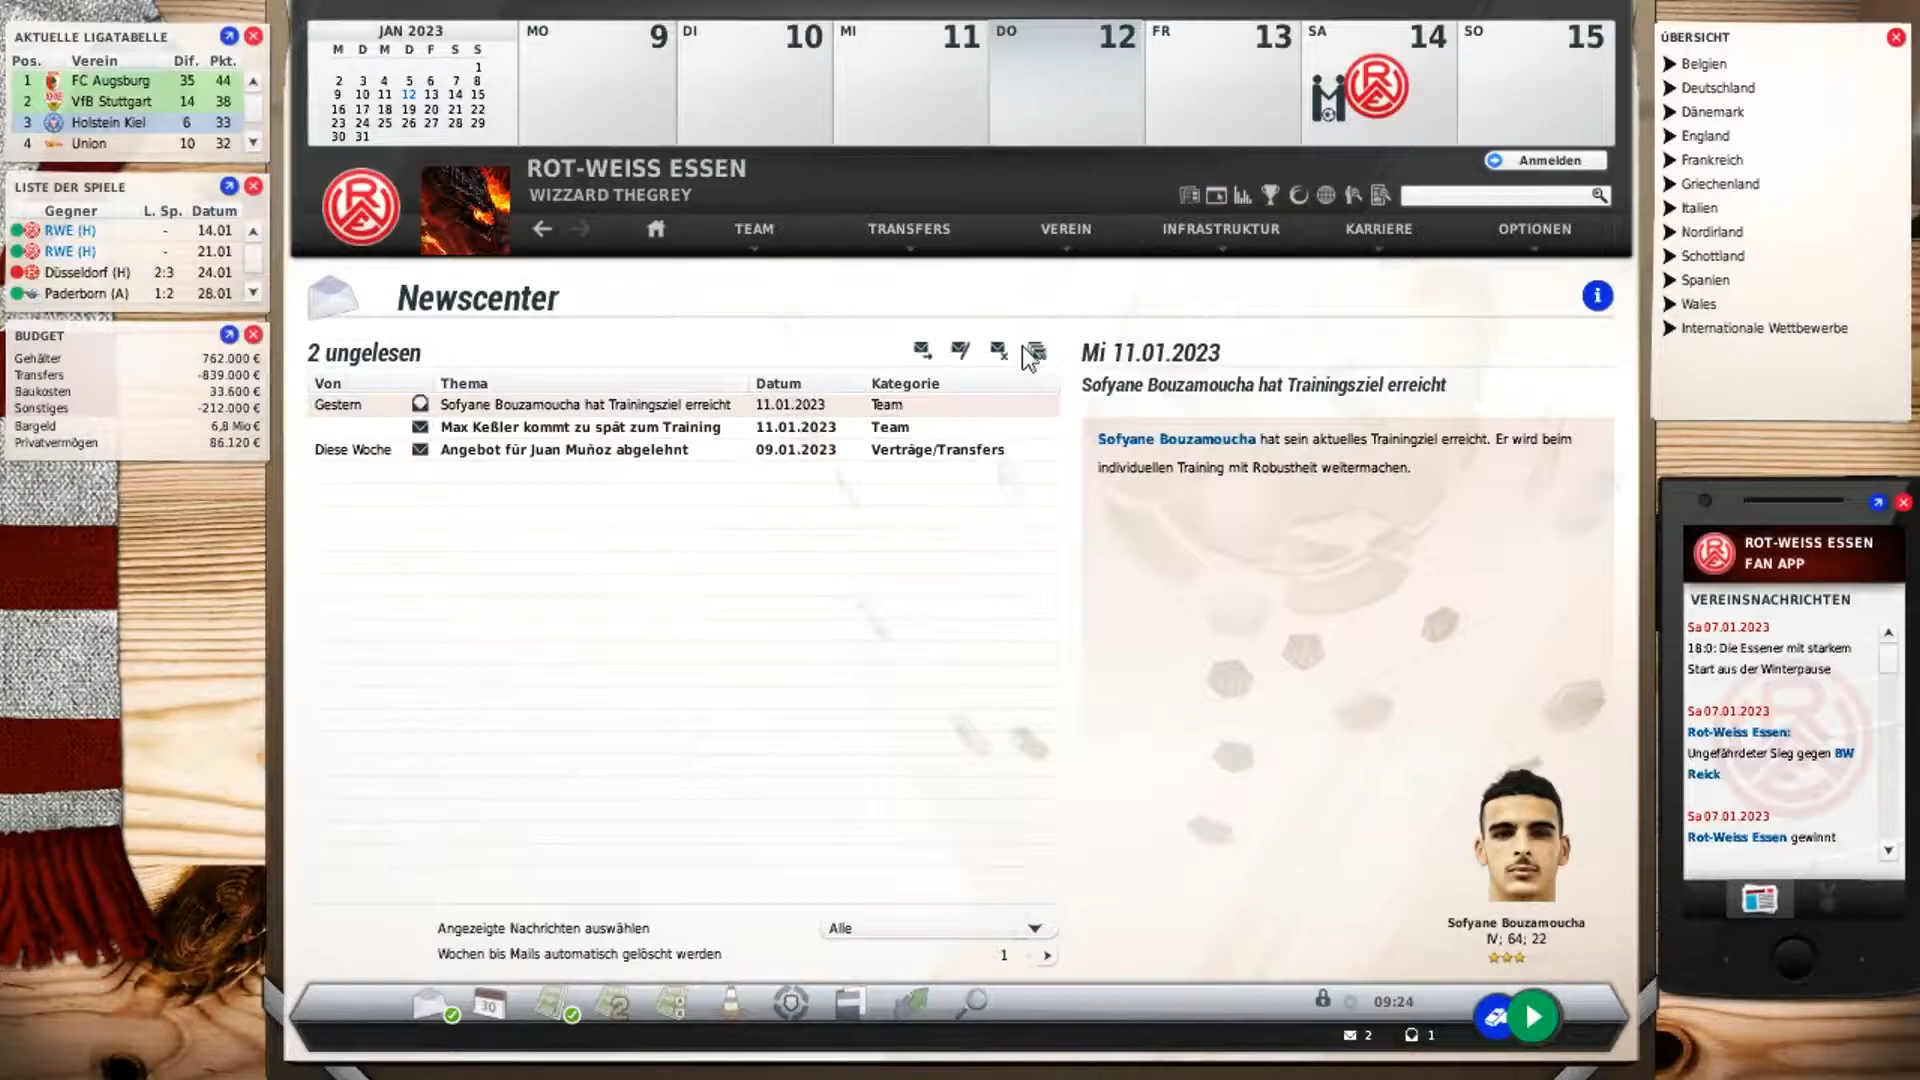 AKTUELLE LIGATABELLE
Pos. Verein Dif. Pkt.
1 FC Augsburg 35 44
2 VfB Stuttgart 14 38
3 Holstein Kiel 6 33
4 Union 10 32
LISTE DER SPIELE
Gegner L. Sp. Datum
RWE (H) - 14.01
RWE (H) - 21.01
Düsseldorf (H) 2:3 24.01
Paderborn (A) 1:2 28.01
BUDGET
Gehälter 762.000 €
Transfers -839.000 €
Baukosten 33.600 €
Sonstiges -212.000 €
Bargeld 6,8 Mio €
Privatvermögen 86.120 €
JAN 2023
M D M D F S S
1
2 3 4 5 6 7 8
9 10 11 12 13 14 15
16 17 18 19 20 21 22
23 24 25 26 27 28 29
30 31
MO 9 DI 10 MI 11 DO 12 FR 13 SA 14 SO 15
ROT-WEISS ESSEN
WIZZARD THEGREY
Anmelden
TEAM TRANSFERS VEREIN INFRASTRUKTUR KARRIERE OPTIONEN
Newscenter
2 ungelesen
Von Thema Datum Kategorie
Gestern Sofyane Bouzamoucha hat Trainingsziel erreicht 11.01.2023 Team
Max Keßler kommt zu spät zum Training 11.01.2023 Team
Diese Woche Angebot für Juan Muñoz abgelehnt 09.01.2023 Verträge/Transfers
Angezeigte Nachrichten auswählen Alle
Wochen bis Mails automatisch gelöscht werden 1
Mi 11.01.2023
Sofyane Bouzamoucha hat Trainingsziel erreicht
Sofyane Bouzamoucha hat sein aktuelles Trainingziel erreicht. Er wird beim
individuellen Training mit Robustheit weitermachen.
Sofyane Bouzamoucha
IV; 64; 22
09:24
2 1
ÜBERSICHT
Belgien
Deutschland
Dänemark
England
Frankreich
Griechenland
Italien
Nordirland
Schottland
Spanien
Wales
Internationale Wettbewerbe
ROT-WEISS ESSEN
FAN APP
VEREINSNACHRICHTEN
Sa 07.01.2023
18:0: Die Essener mit starkem
Start aus der Winterpause
Sa 07.01.2023
Rot-Weiss Essen:
Ungefährdeter Sieg gegen BW
Reick
Sa 07.01.2023
Rot-Weiss Essen gewinnt